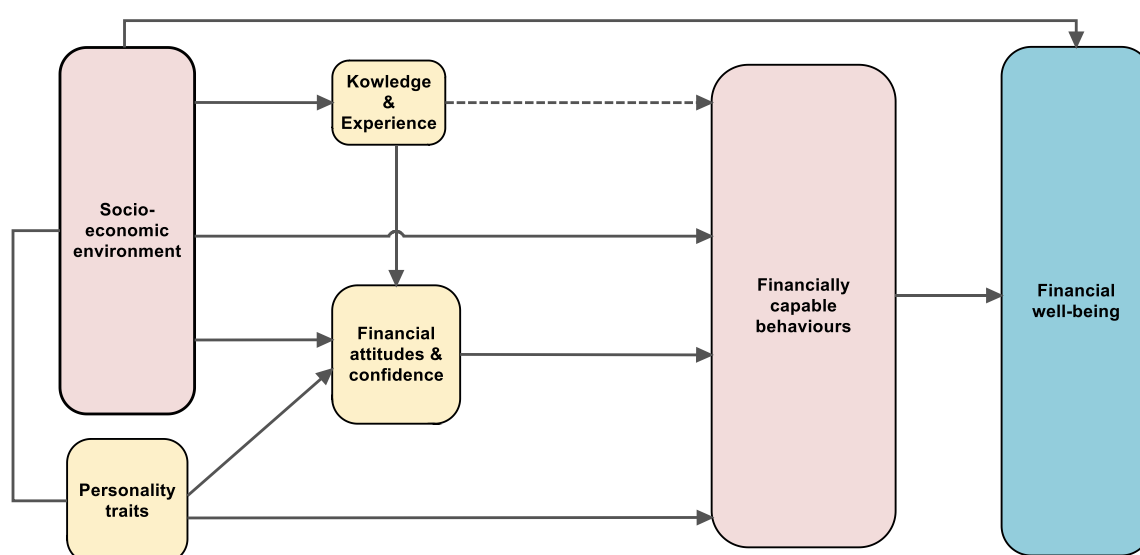 Kowledge
&
Experience
Socio-
economic
environment
Financial
attitudes &
confidence
Personality
traits
Financially
capable
behaviours
Financial
well-being